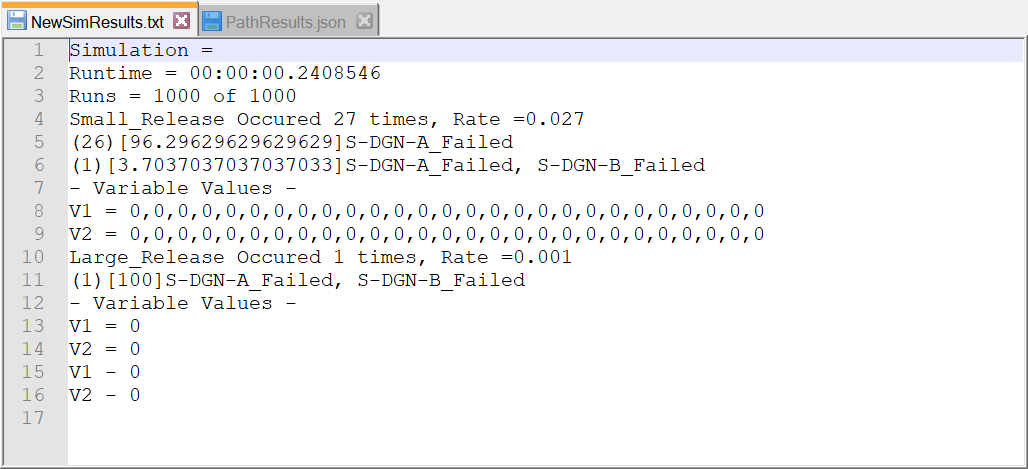 NewSimResults.txt PathResults.json
1 Simulation =
2 Runtime = 00:00:00.2408546
3 Runs = 1000 of 1000
4 Small_Release Occured 27 times, Rate =0.027
5 (26)[96.29629629629629]S-DGN-A_Failed
6 (1)[3.7037037037037033]S-DGN-A_Failed, S-DGN-B_Failed
7 - Variable Values -
8 V1 = 0,0,0,0,0,0,0,0,0,0,0,0,0,0,0,0,0,0,0,0,0,0,0,0,0,0,0
9 V2 = 0,0,0,0,0,0,0,0,0,0,0,0,0,0,0,0,0,0,0,0,0,0,0,0,0,0,0
10 Large_Release Occured 1 times, Rate =0.001
11 (1)[100]S-DGN-A_Failed, S-DGN-B_Failed
12 - Variable Values -
13 V1 = 0
14 V2 = 0
15 V1 - 0
16 V2 - 0
17